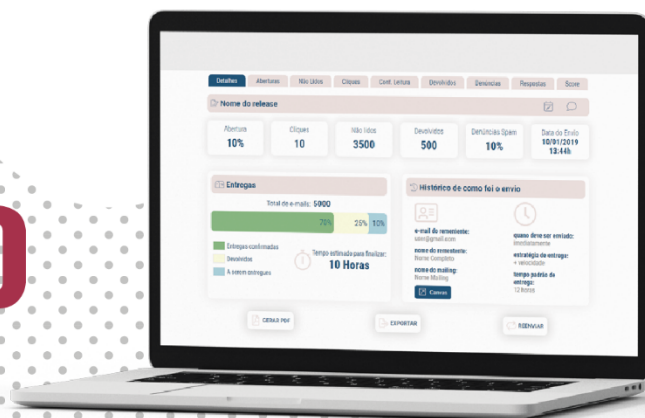 Detalhes Aberturas Não Lidos Cliques Conf. Leitura Devolvidos Denúncias Respostas Score
Nome do release
Abertura Cliques Não lidos Devolvidos Denúncias Spam Data do Envio
10% 10 3500 500 10% 10/01/2019
13:44h
Entregas
Total de e-mails: 5000
70% 25% 10%
Entregas confirmadas
Devolvidos
A serem entregues
Tempo estimado para finalizar:
10 Horas
Histórico de como foi o envio
e-mail do remetente:
user@gmail.com
nome do remetente:
Nome Completo
nome do mailing:
Nome Mailing
quando deve ser enviado:
imediatamente
estratégia de entrega:
+ velocidade
tempo padrão de
entrega:
12 horas
GERAR PDF EXPORTAR REENVIAR